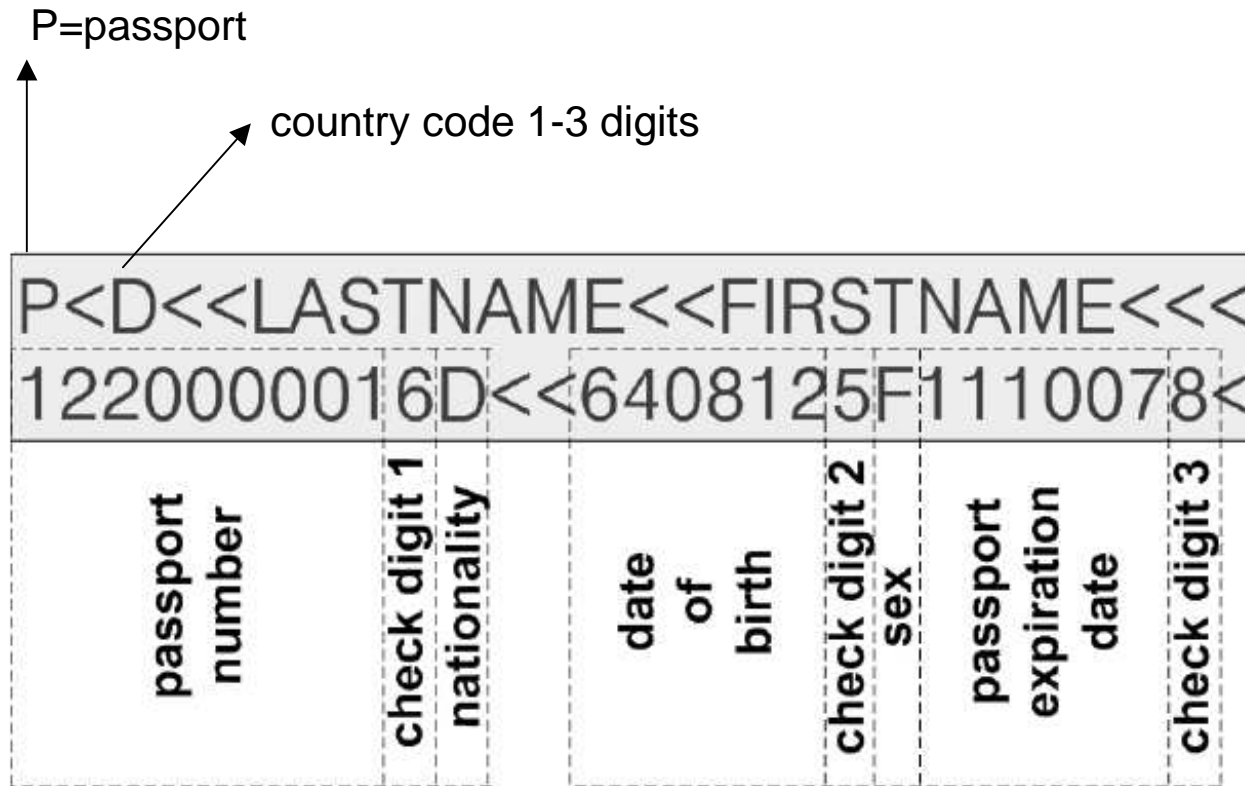 P=passport
country code 1-3 digits
P<D<<LASTNAME<<FIRSTNAME<<<
1220000016D<<6408125F1110078<
passport
number
check digit 1
nationality
date
of
birth
check digit 2
sex
passport
expiration
date
check digit 3